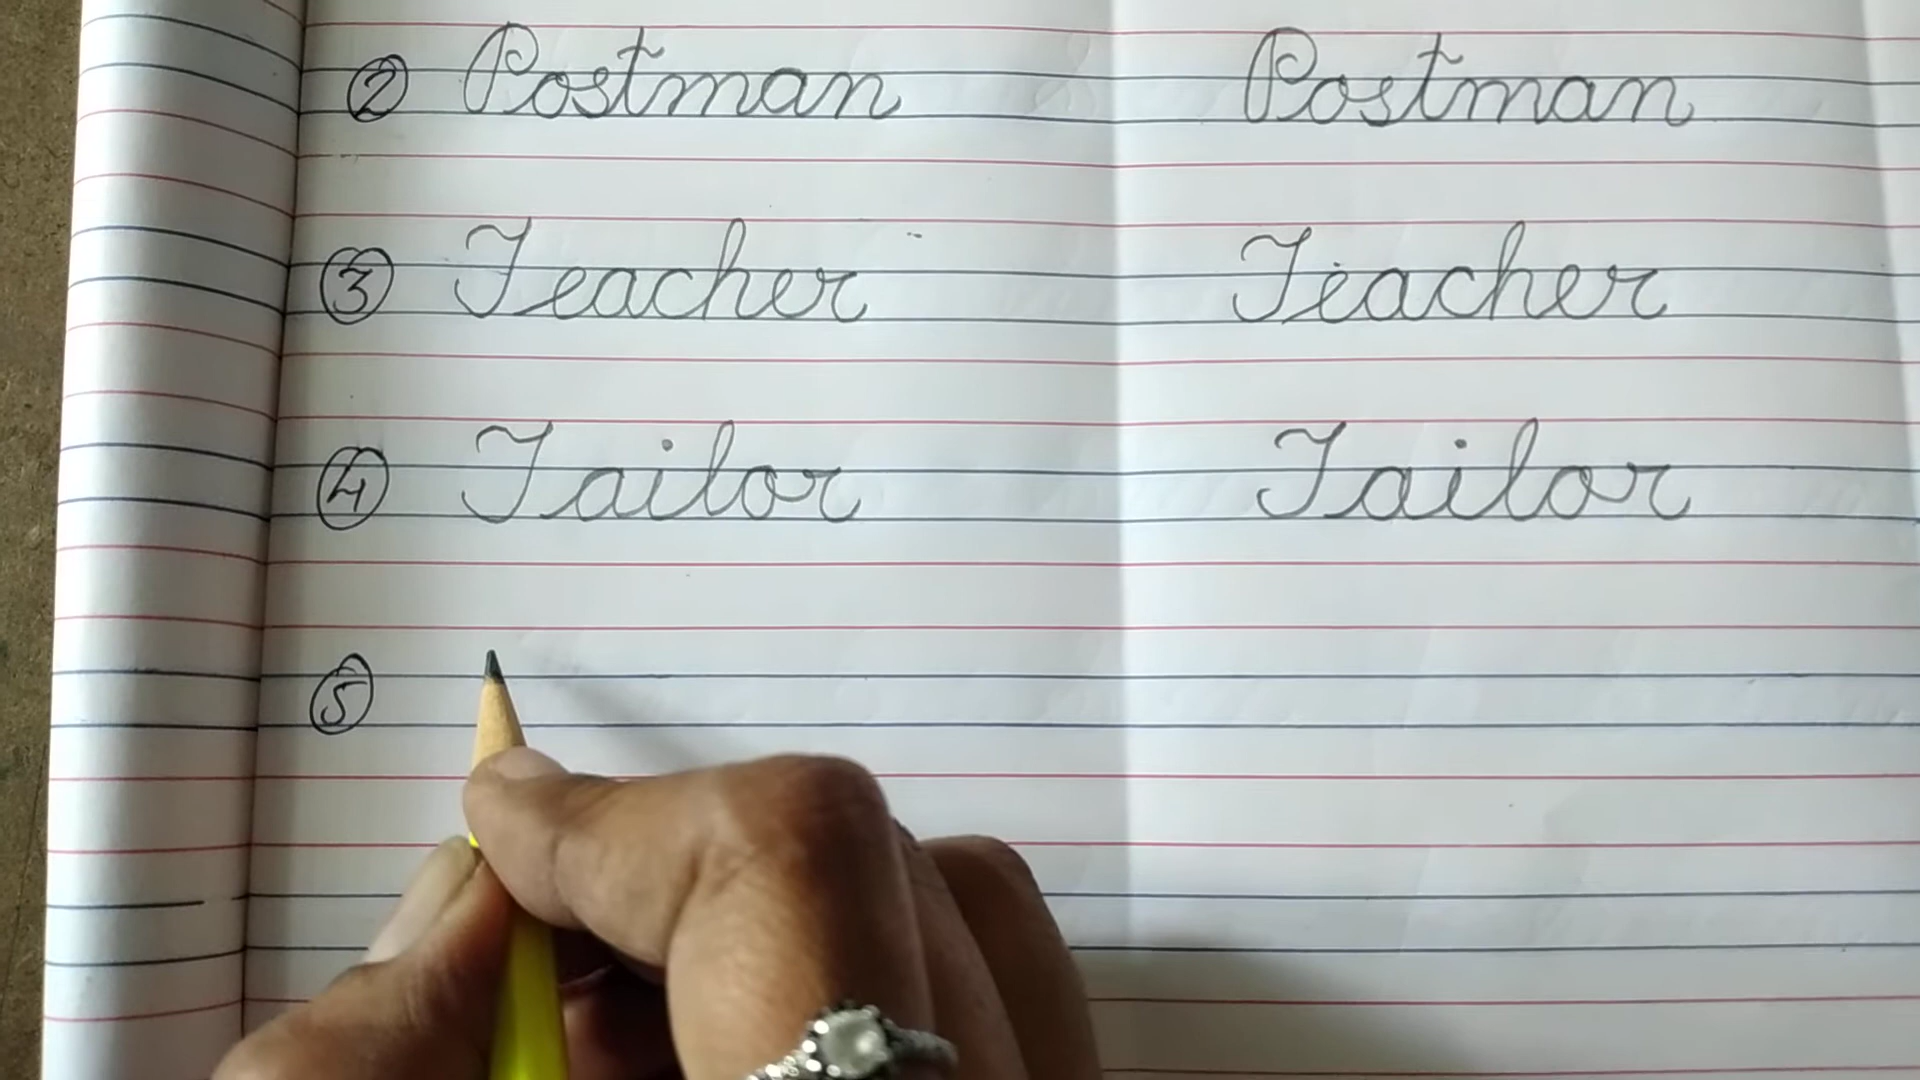 ② Postman Postman
③ Teacher Teacher
④ Tailor Tailor
⑤